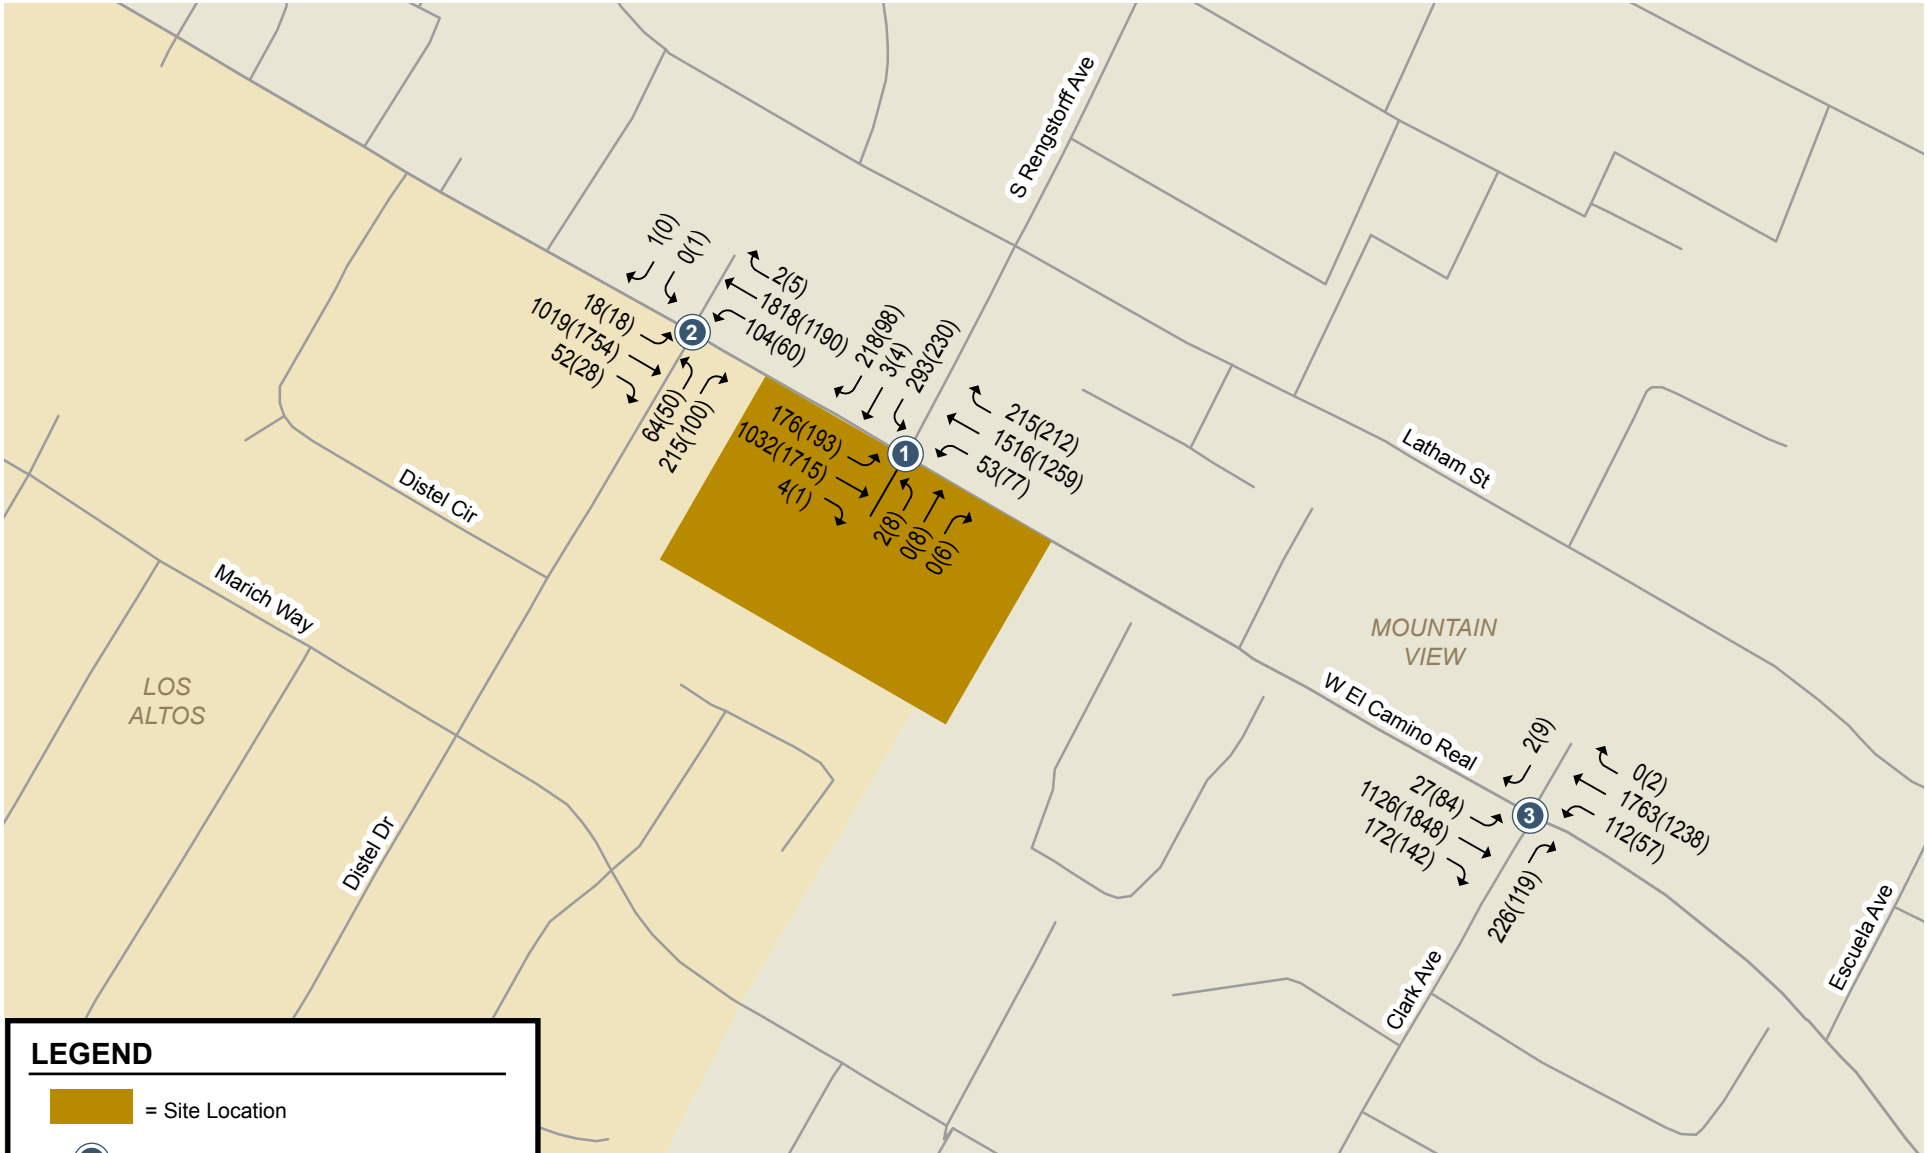 S Rengstorff Ave
1(0)
0(1)
2(5)
1818(1190)
104(60)
18(18)
1019(1754)
52(28)
2
64(50)
215(100)
218(98)
3(4)
293(230)
215(212)
1516(1259)
53(77)
176(193)
1032(1715)
4(1)
1
2(8)
0(8)
0(6)
Latham St
Distel Cir
Marich Way
LOS
ALTOS
MOUNTAIN
VIEW
W El Camino Real
2(9)
0(2)
1763(1238)
112(57)
27(84)
1126(1848)
172(142)
3
226(119)
Distel Dr
Clark Ave
Escuela Ave
LEGEND
= Site Location